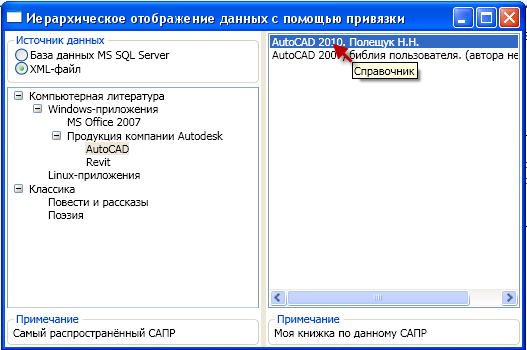 Иерархическое отображение данных с помощью привязки
Источник данных
База данных MS SQL Server
XML-файл
Компьютерная литература
Windows-приложения
MS Office 2007
Продукция компании Autodesk
AutoCAD
Revit
Linux-приложения
Классика
Повести и рассказы
Поэзия
Примечание
Самый распространённый САПР
AutoCAD 2010, Полещук Н.Н.
AutoCAD 200 библия пользователя. (автора не
Справочник
Примечание
Моя книжка по данному САПР